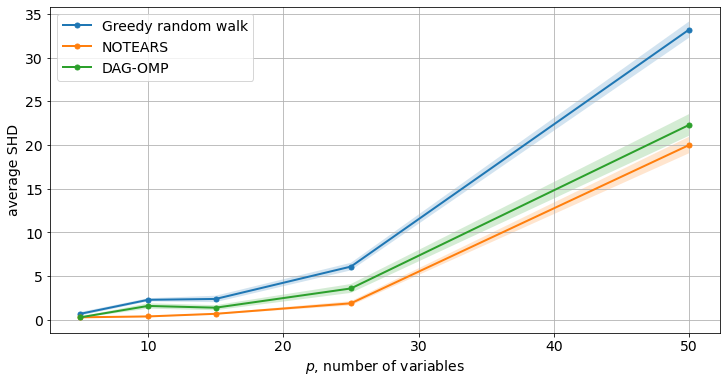 Greedy random walk
NOTEARS
DAG-OMP
average SHD
35
30
25
20
15
10
5
0
10
20
30
40
50
p, number of variables